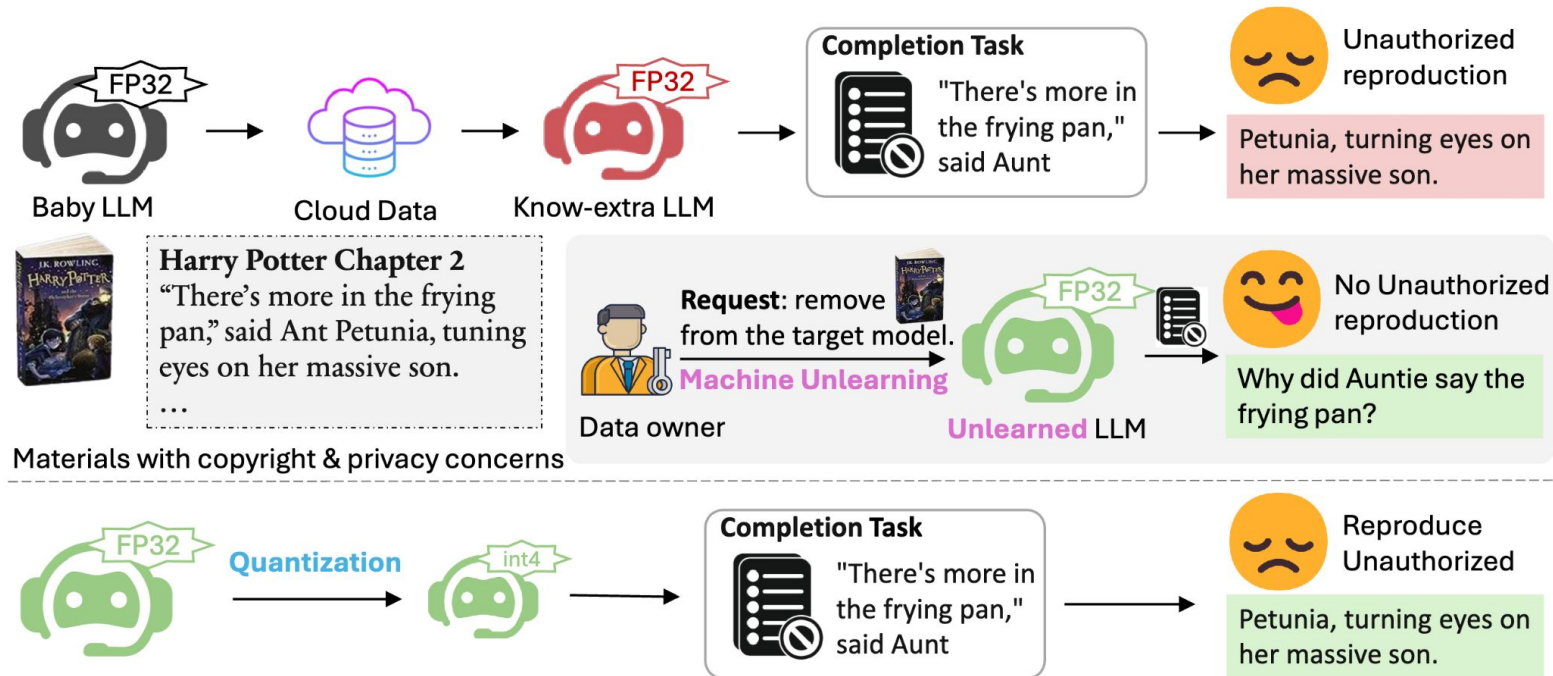 FP32
Baby LLM
Cloud Data
FP32
Know-extra LLM
Completion Task
"There's more in
the frying pan,"
said Aunt
Unauthorized
reproduction
Petunia, turning eyes on
her massive son.
J.K. ROWLING
HARRY POTTER
Harry Potter Chapter 2
“There’s more in the frying
pan,” said Ant Petunia, tuning
eyes on her massive son.
...
Materials with copyright & privacy concerns
Data owner
Request: remove
from the target model.
Machine Unlearning
FP32
Unlearned LLM
No Unauthorized
reproduction
Why did Auntie say the
frying pan?
FP32
Quantization
int4
Completion Task
"There's more in
the frying pan,"
said Aunt
Reproduce
Unauthorized
Petunia, turning eyes on
her massive son.